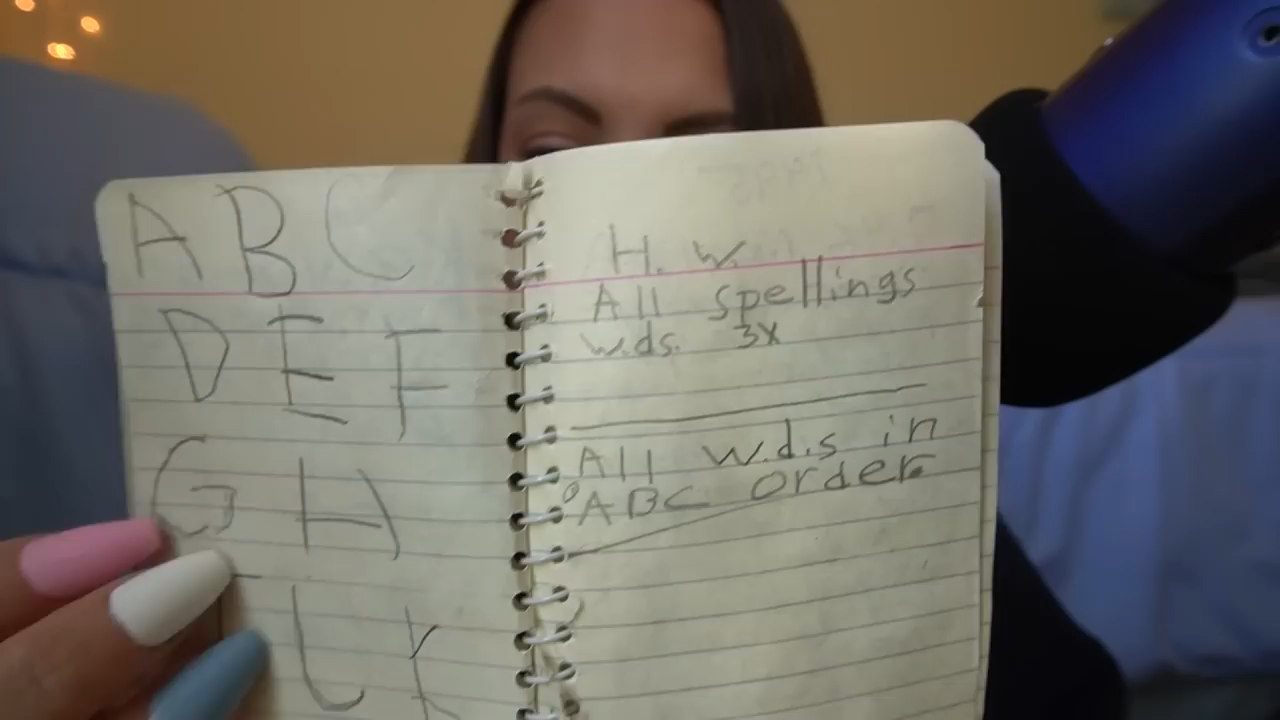 A B C
D E F
G H
I J K
H. W.
All spellings
w.ds. 3x
All w.d.s in
ABC order